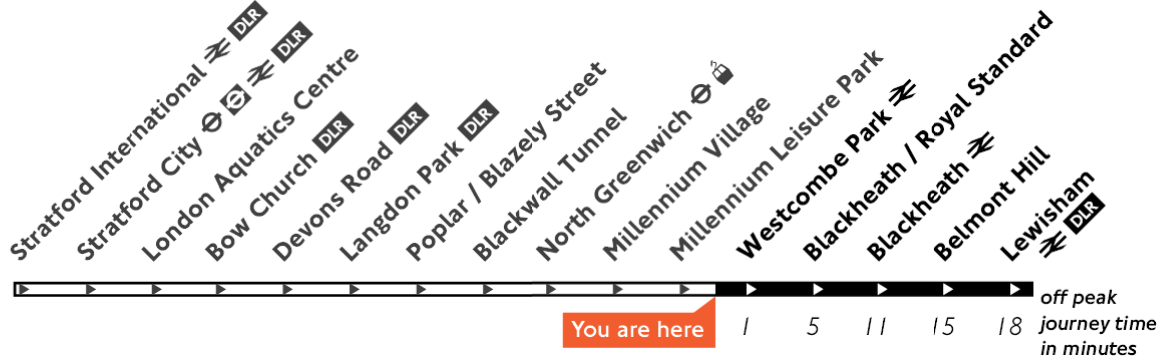 Stratford International DLR
Stratford City DLR
London Aquatics Centre
Bow Church DLR
Devons Road DLR
Langdon Park DLR
Poplar / Blazely Street
Blackwall Tunnel
North Greenwich
Millennium Village
Millennium Leisure Park
Westcombe Park
Blackheath / Royal Standard
Blackheath
Belmont Hill
Lewisham
DLR
You are here
1 5 11 15 18
off peak
journey time
in minutes